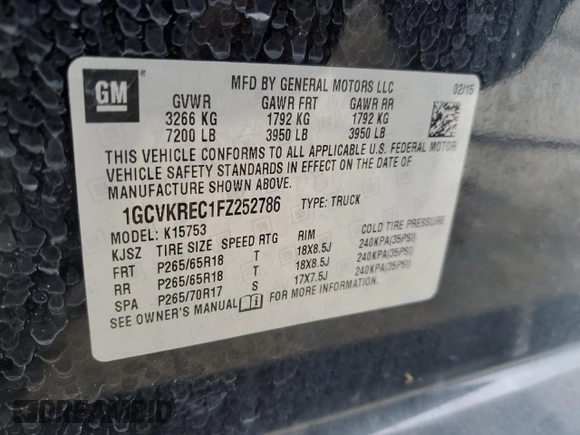 GM ®
MFD BY GENERAL MOTORS LLC 02/15
GVWR GAWR FRT GAWR RR
3266 KG 1792 KG 1792 KG
7200 LB 3950 LB 3950 LB
THIS VEHICLE CONFORMS TO ALL APPLICABLE U.S. FEDERAL MOTOR
VEHICLE SAFETY STANDARDS IN EFFECT ON THE DATE OF
MANUFACTURE SHOWN ABOVE.
1GCVKREC1FZ252786 TYPE: TRUCK
MODEL: K15753
KJSZ TIRE SIZE SPEED RTG RIM COLD TIRE PRESSURE
FRT P265/65R18 T 18X8.5J 240KPA(35PSI)
RR P265/65R18 T 18X8.5J 240KPA(35PSI)
SPA P265/70R17 S 17X7.5J 240KPA(35PSI)
SEE OWNER'S MANUAL FOR MORE INFORMATION.
DREAMBID